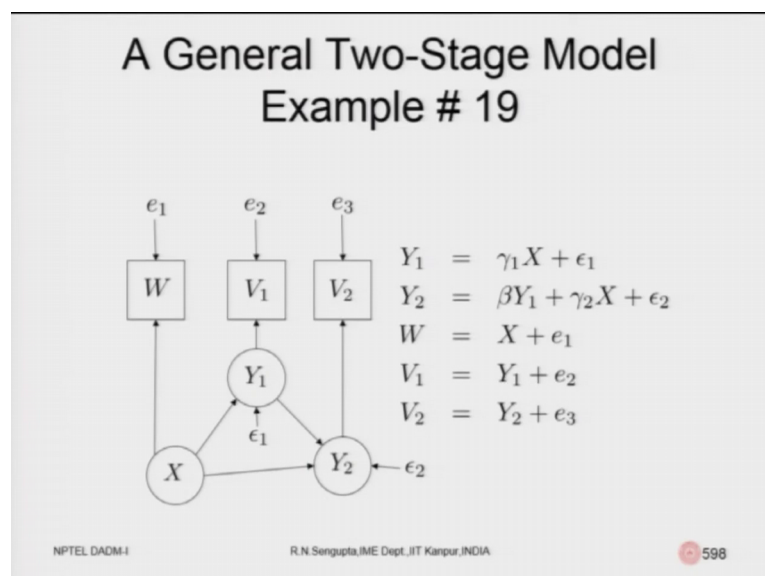 A General Two-Stage Model
Example # 19
e₁ e₂ e₃
W V₁ V₂
Y₁ = γ₁X + ϵ₁
Y₂ = βY₁ + γ₂X + ϵ₂
W = X + e₁
V₁ = Y₁ + e₂
V₂ = Y₂ + e₃
Y₁
ϵ₁
X Y₂ ϵ₂
NPTEL DADM-I R.N.Sengupta,IME Dept.,IIT Kanpur,INDIA 598